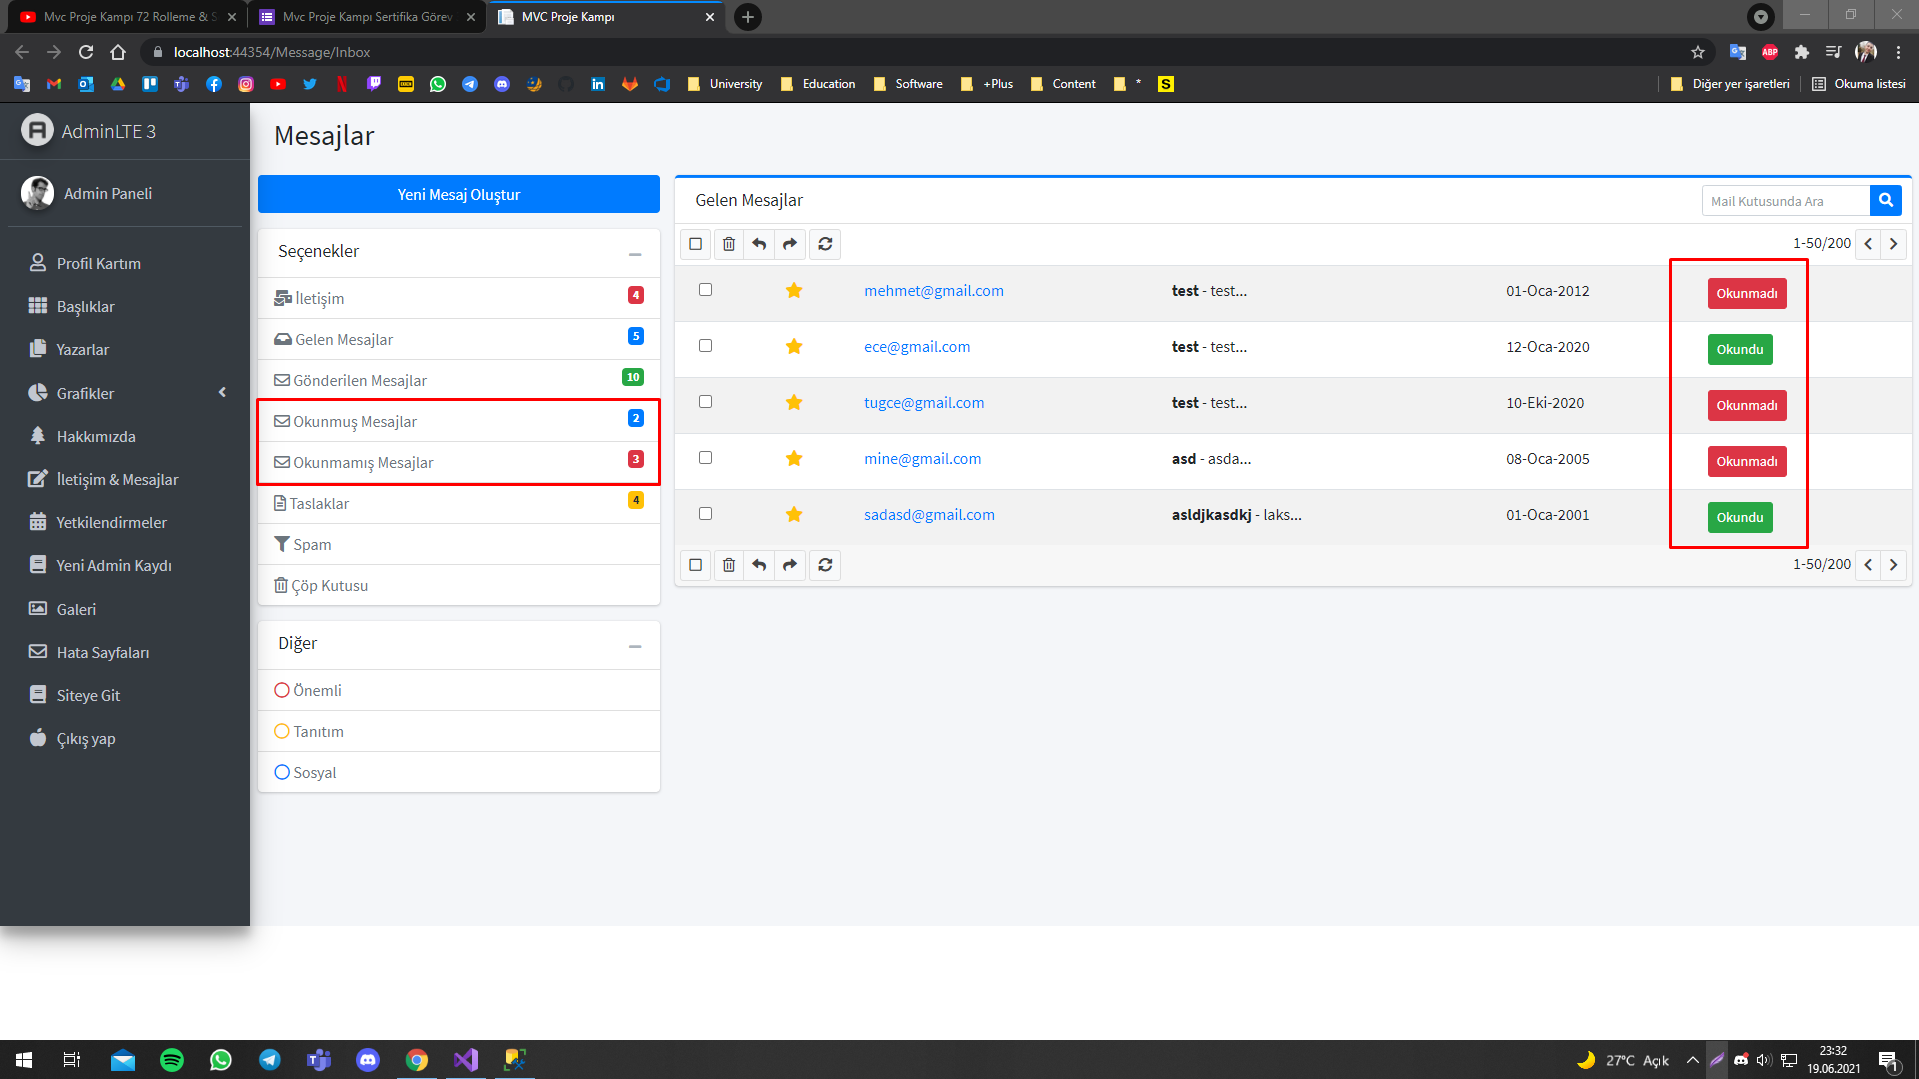 Mvc Proje Kampı 72 Rolleme & S
Mvc Proje Kampı Sertifika Görev
MVC Proje Kampı
localhost:44354/Message/Inbox
University
Education
Software
+Plus
Content
*
Diğer yer işaretleri
Okuma listesi
AdminLTE 3
Admin Paneli
Profil Kartım
Başlıklar
Yazarlar
Grafikler
Hakkımızda
İletişim & Mesajlar
Yetkilendirmeler
Yeni Admin Kaydı
Galeri
Hata Sayfaları
Siteye Git
Çıkış yap
Mesajlar
Yeni Mesaj Oluştur
Seçenekler
İletişim 4
Gelen Mesajlar 5
Gönderilen Mesajlar 10
Okunmuş Mesajlar 2
Okunmamış Mesajlar 3
Taslaklar 4
Spam
Çöp Kutusu
Diğer
Önemli
Tanıtım
Sosyal
Gelen Mesajlar
Mail Kutusunda Ara
1-50/200
mehmet@gmail.com test - test... 01-Oca-2012 Okunmadı
ece@gmail.com test - test... 12-Oca-2020 Okundu
tugce@gmail.com test - test... 10-Eki-2020 Okunmadı
mine@gmail.com asd - asda... 08-Oca-2005 Okunmadı
sadasd@gmail.com asldjkasdkj - laks... 01-Oca-2001 Okundu
1-50/200
27°C Açık
23:32
19.06.2021
1